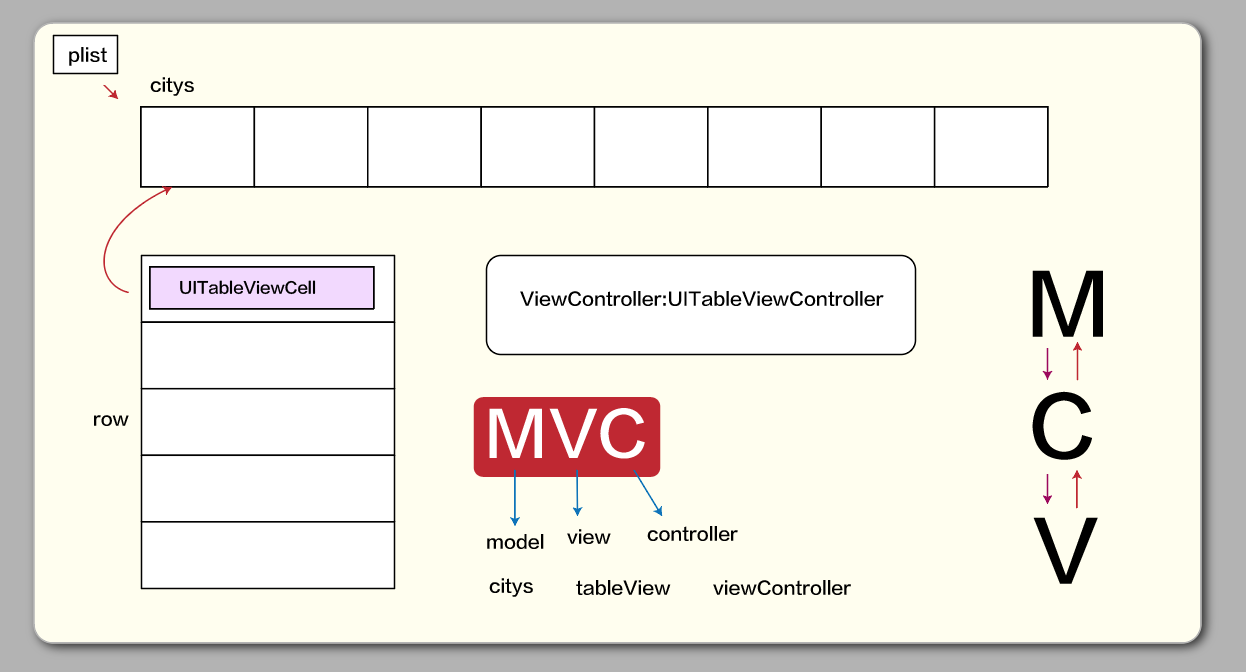 plist
citys
UITableViewCell
row
ViewController:UITableViewController
MVC
model view controller
citys tableView viewController
M
C
V